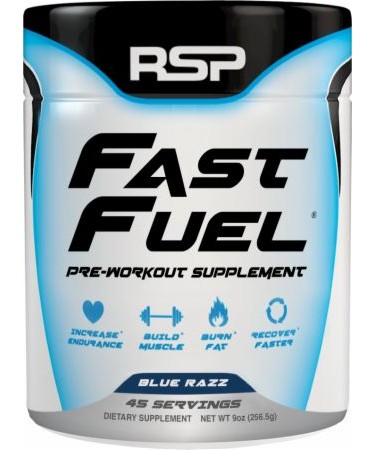 RSP
FAST
FUEL®
PRE-WORKOUT SUPPLEMENT
INCREASE* ENDURANCE
BUILD* MUSCLE
BURN* FAT
RECOVER* FASTER
BLUE RAZZ
45 SERVINGS
DIETARY SUPPLEMENT NET WT 9oz (256.5g)